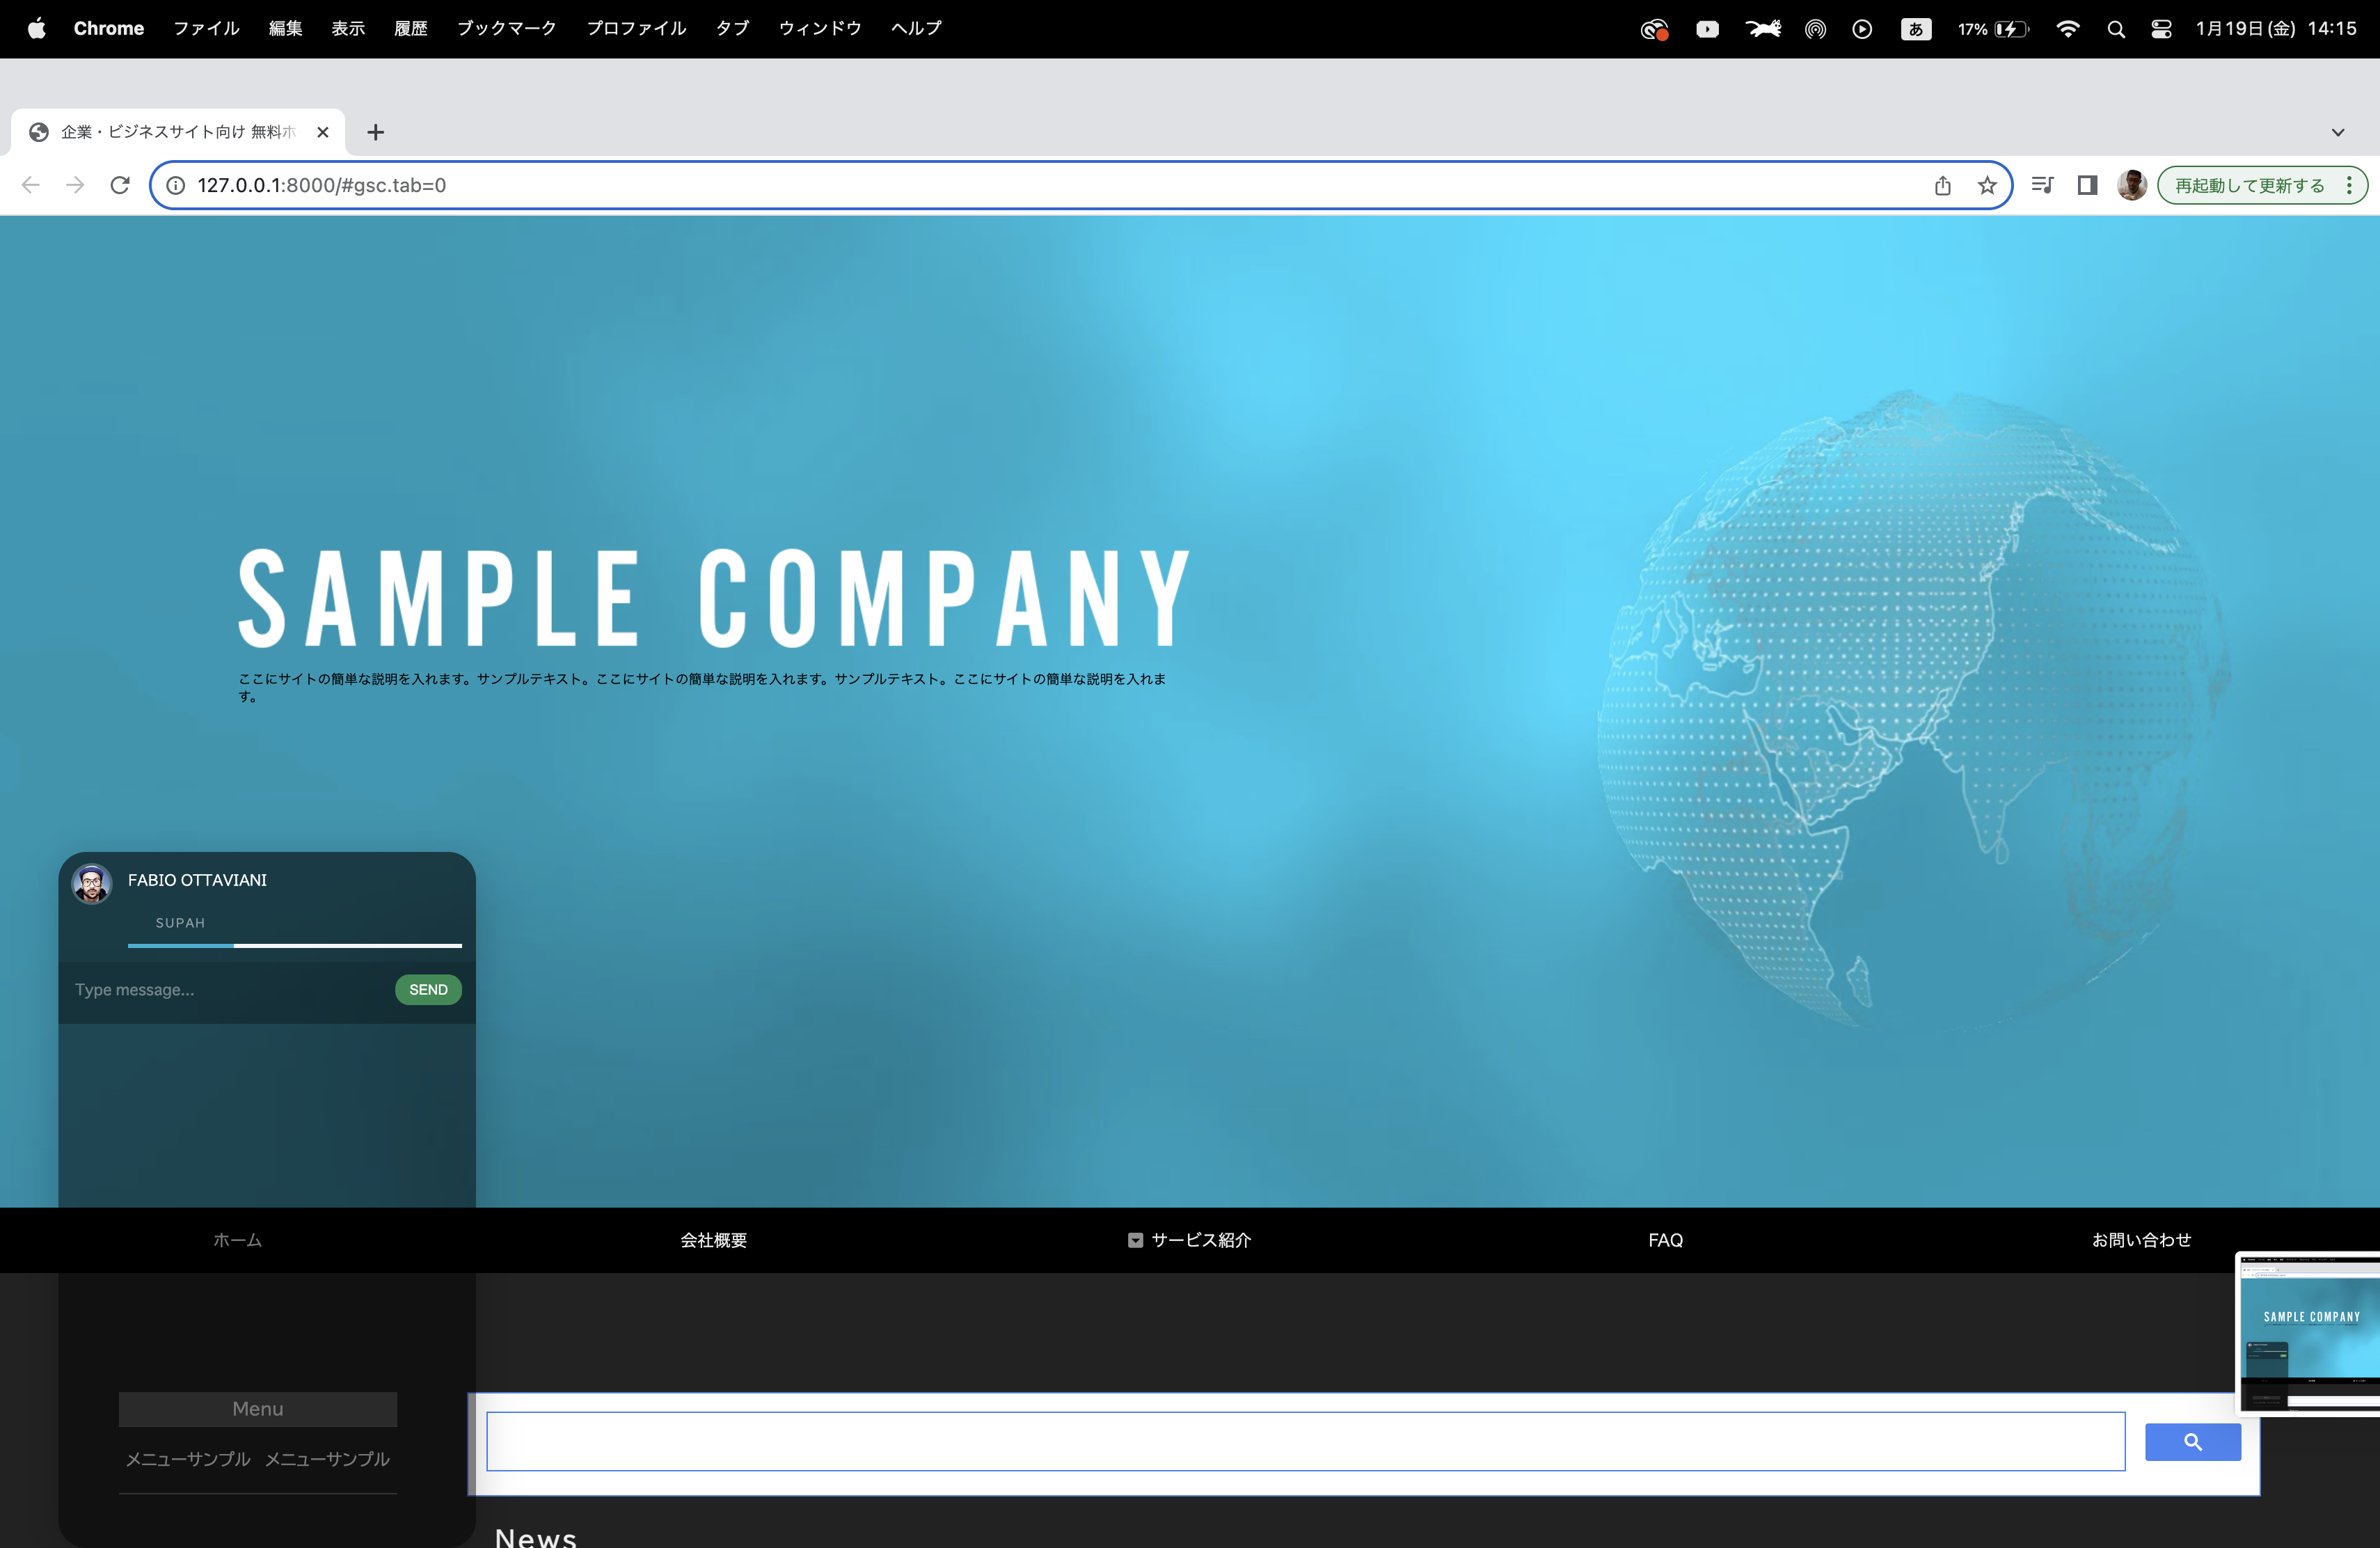 Chrome ファイル 編集 表示 履歴 ブックマーク プロファイル タブ ウィンドウ ヘルプ あ 17% 1月19日(金) 14:15
企業・ビジネスサイト向け 無料ホ
127.0.0.1:8000/#gsc.tab=0 再起動して更新する
SAMPLE COMPANY
ここにサイトの簡単な説明を入れます。サンプルテキスト。ここにサイトの簡単な説明を入れます。サンプルテキスト。ここにサイトの簡単な説明を入れま
す。
FABIO OTTAVIANI
SUPAH
Type message... SEND
ホーム 会社概要 サービス紹介 FAQ お問い合わせ
SAMPLE COMPANY
Menu
メニューサンプル メニューサンプル
News